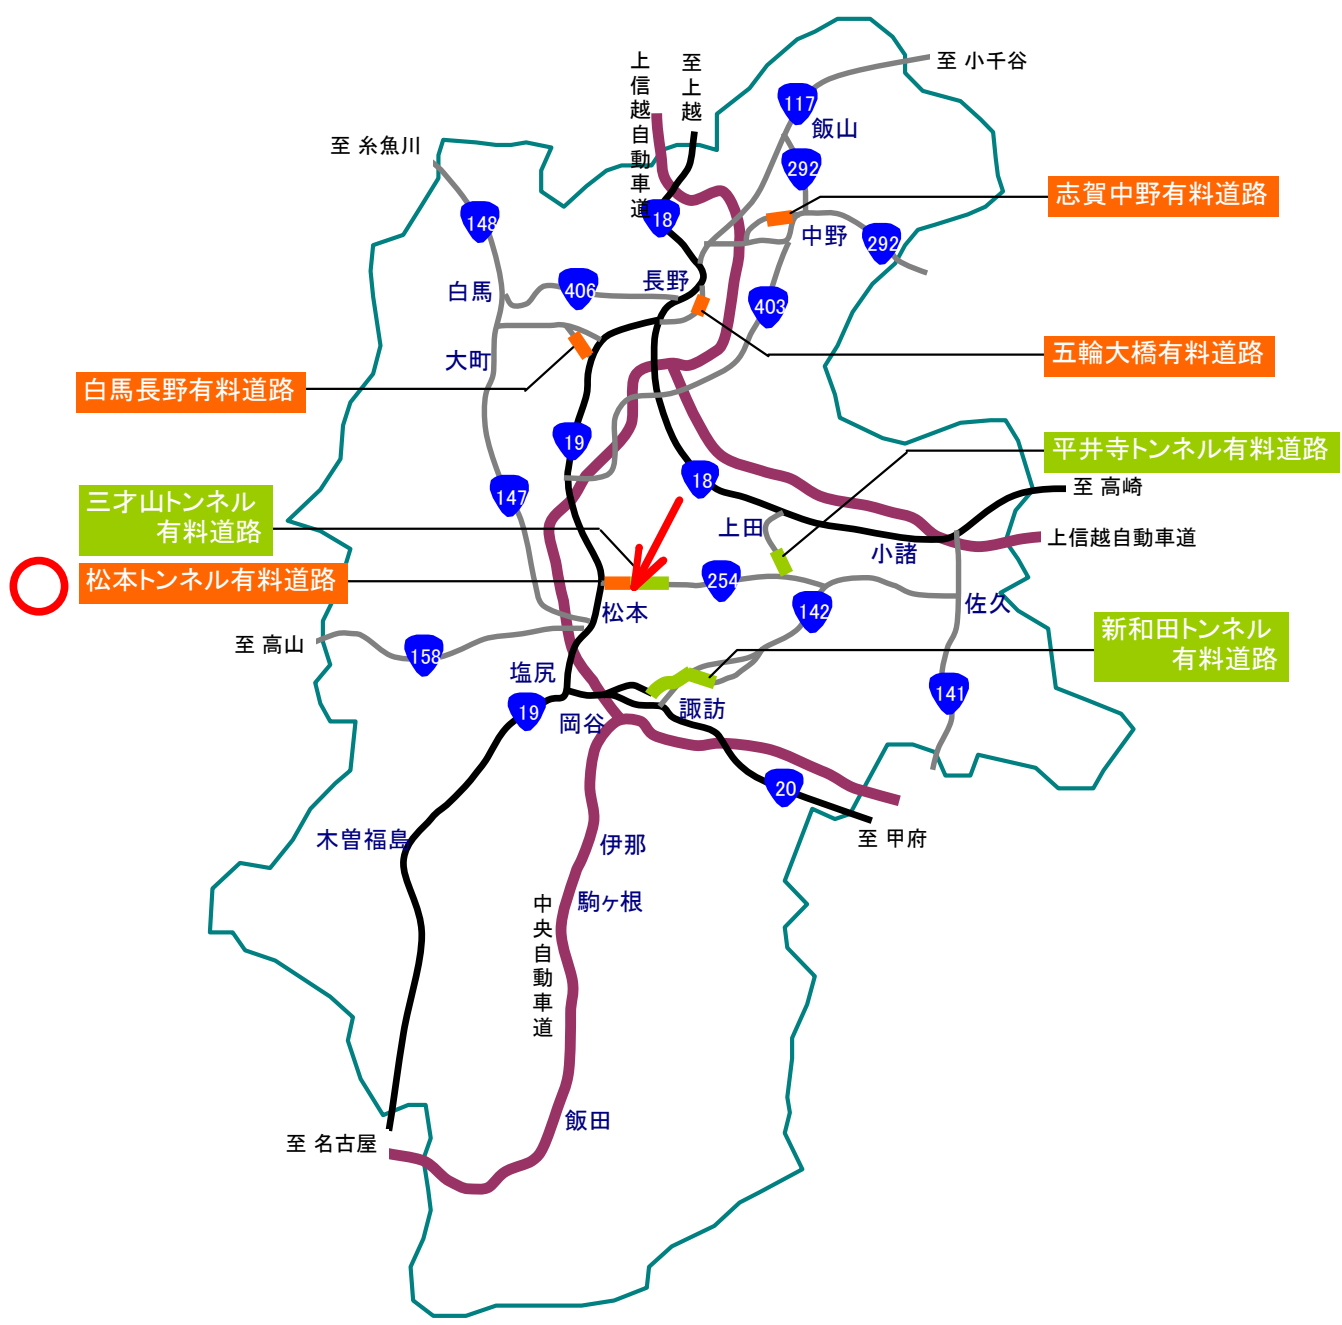 上信越自動車道
至上越
至 小千谷
117
飯山
至 糸魚川
292
志賀中野有料道路
148
18
中野
292
長野
白馬
406
403
大町
五輪大橋有料道路
白馬長野有料道路
19
平井寺トンネル有料道路
18
至 高崎
三才山トンネル
有料道路
147
上田
小諸
上信越自動車道
松本トンネル有料道路
254
松本
142
佐久
新和田トンネル
有料道路
至 高山
158
塩尻
141
19
岡谷
諏訪
20
至 甲府
木曽福島
伊那
駒ヶ根
中央自動車道
飯田
至 名古屋